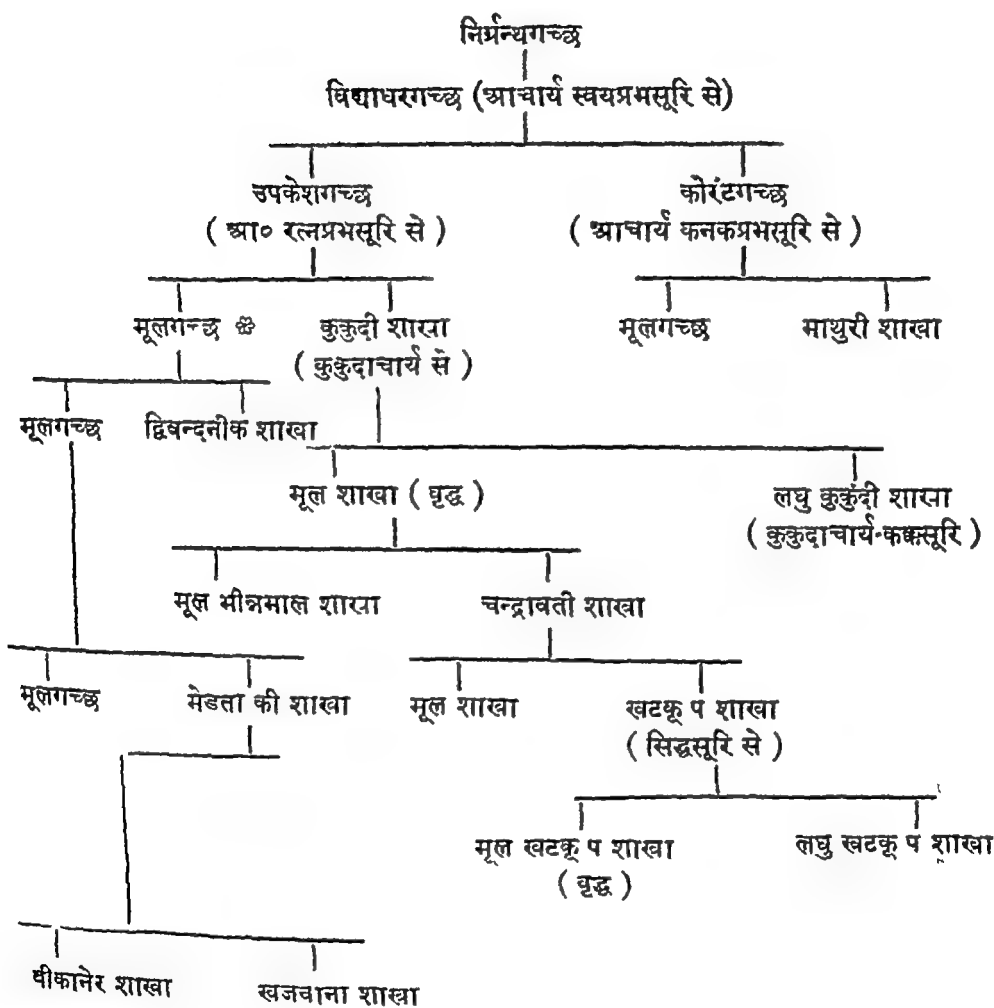 निर्ग्रन्थगच्छ
विद्याधरगच्छ (आचार्य स्वयप्रभसूरि से)
उपकेशगच्छ
( आ० रत्नप्रभसूरि से )
कोरंटगच्छ
( आचार्य कनकप्रभसूरि से )
मूलगच्छ
कुकुदी शाखा
( कुकुदाचार्य से )
मूलगच्छ
माथुरी शाखा
मूलगच्छ
द्विवन्दनीक शाखा
मूल शाखा ( वृद्ध )
लघु कुकुंदी शाखा
( कुकुदाचार्य-कक्कसूरि )
मूल भीन्नमाल शाखा
चन्द्रावती शाखा
मूलगच्छ
मेडता की शाखा
मूल शाखा
खटकू प शाखा
( सिद्धसूरि से )
मूल खटकू प शाखा
( वृद्ध )
लघु खटकू प शाखा
वीकानेर शाखा
खजवाना शाखा